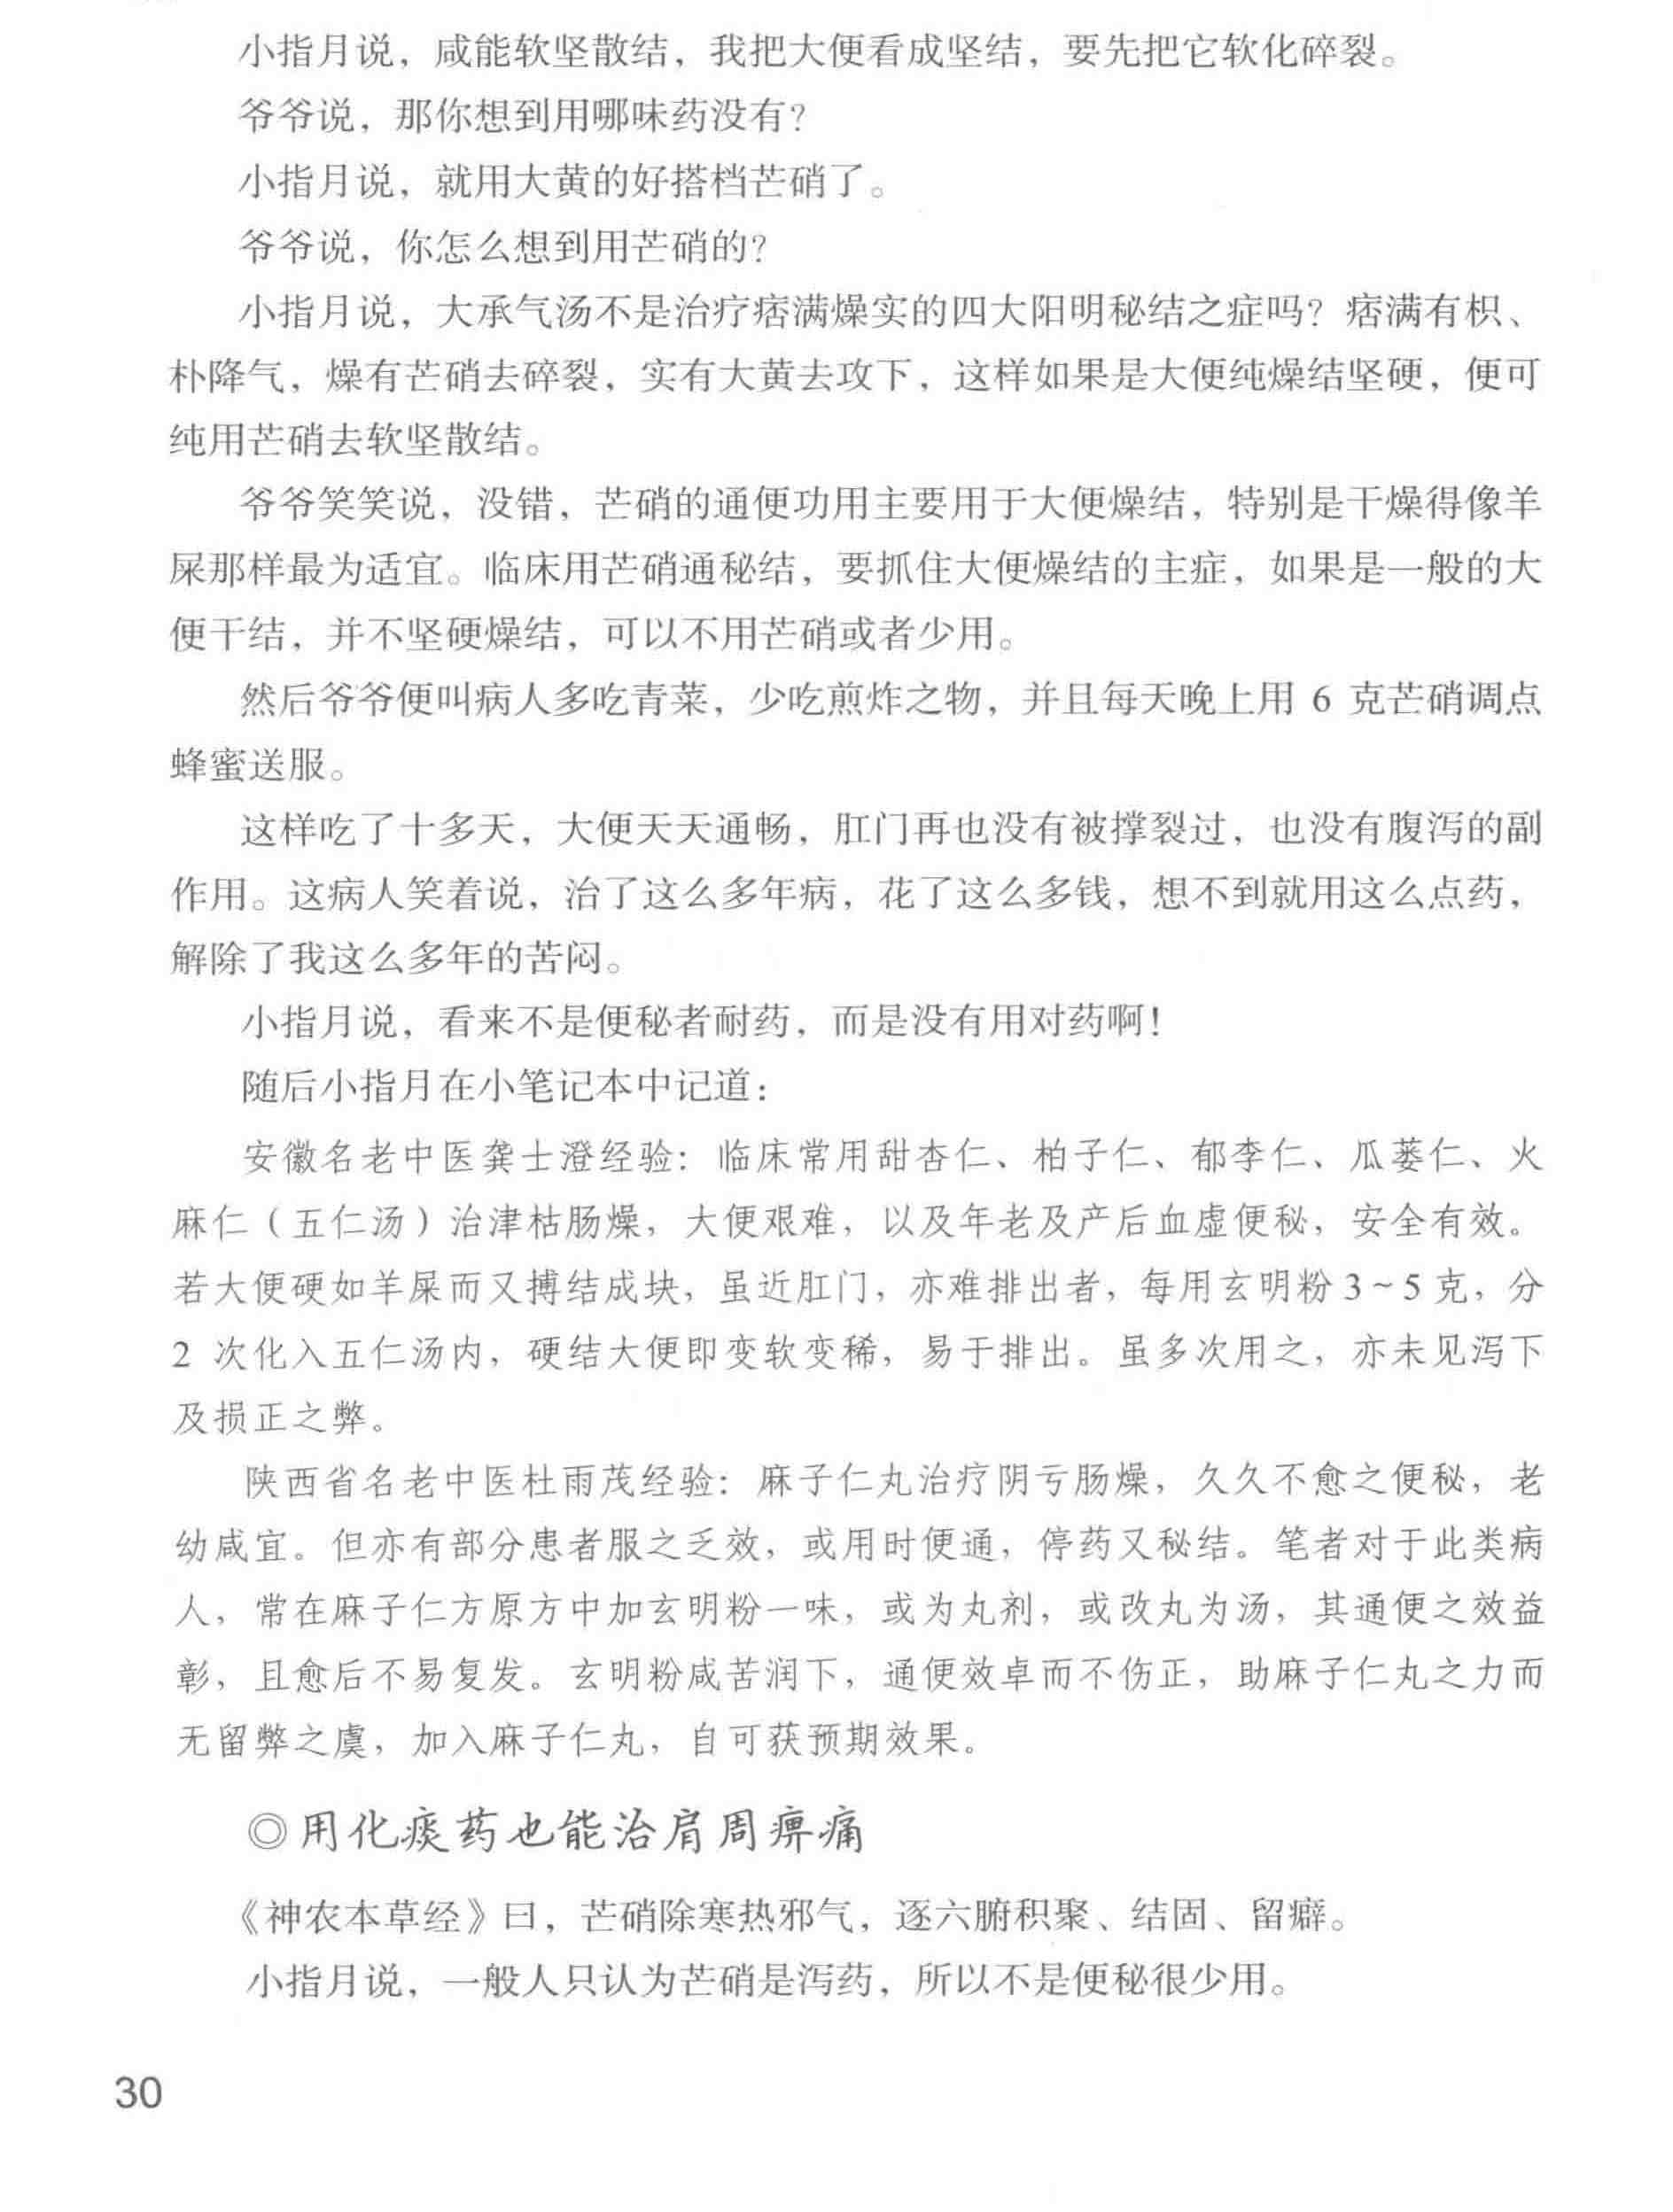 小指月说，咸能软坚散结，我把大便看成坚结，要先把它软化碎裂。
爷爷说，那你想到用哪味药没有？
小指月说，就用大黄的好搭档芒硝了。
爷爷说，你怎么想到用芒硝的？
小指月说，大承气汤不是治疗痞满燥实的四大阳明秘结之症吗？痞满有枳、
朴降气，燥有芒硝去碎裂，实有大黄去攻下，这样如果是大便纯燥结坚硬，便可
纯用芒硝去软坚散结。
爷爷笑笑说，没错，芒硝的通便功用主要用于大便燥结，特别是干燥得像羊
屎那样最为适宜。临床用芒硝通秘结，要抓住大便燥结的主症，如果是一般的大
便干结，并不坚硬燥结，可以不用芒硝或者少用。
然后爷爷便叫病人多吃青菜，少吃煎炸之物，并且每天晚上用 6 克芒硝调点
蜂蜜送服。
这样吃了十多天，大便天天通畅，肛门再也没有被撑裂过，也没有腹泻的副
作用。这病人笑着说，治了这么多年病，花了这么多钱，想不到就用这么点药，
解除了我这么多年的苦闷。
小指月说，看来不是便秘者耐药，而是没有用对药啊！
随后小指月在小笔记本中记道：
安徽名老中医龚士澄经验：临床常用甜杏仁、柏子仁、郁李仁、瓜蒌仁、火
麻仁（五仁汤）治津枯肠燥，大便艰难，以及年老及产后血虚便秘，安全有效。
若大便硬如羊屎而又搏结成块，虽近肛门，亦难排出者，每用玄明粉 3～5 克，分
2 次化入五仁汤内，硬结大便即变软变稀，易于排出。虽多次用之，亦未见泻下
及损正之弊。
陕西省名老中医杜雨茂经验：麻子仁丸治疗阴亏肠燥，久久不愈之便秘，老
幼咸宜。但亦有部分患者服之乏效，或用时便通，停药又秘结。笔者对于此类病
人，常在麻子仁方原方中加玄明粉一味，或为丸剂，或改丸为汤，其通便之效益
彰，且愈后不易复发。玄明粉咸苦润下，通便效卓而不伤正，助麻子仁丸之力而
无留弊之虞，加入麻子仁丸，自可获预期效果。
◎用化痰药也能治肩周痹痛
《神农本草经》曰，芒硝除寒热邪气，逐六腑积聚、结固、留癖。
小指月说，一般人只认为芒硝是泻药，所以不是便秘很少用。
30